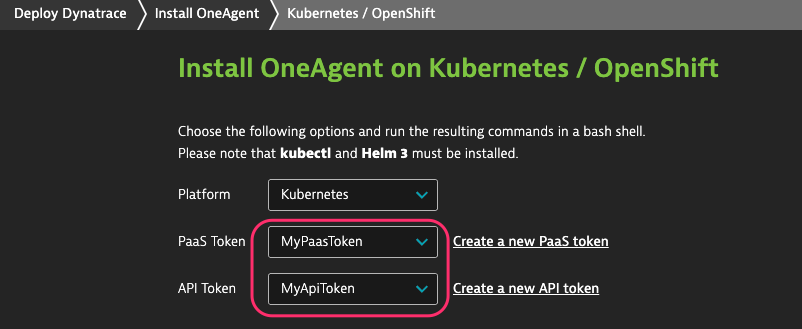 Deploy Dynatrace Install OneAgent Kubernetes / OpenShift
Install OneAgent on Kubernetes / OpenShift
Choose the following options and run the resulting commands in a bash shell.
Please note that kubectl and Helm 3 must be installed.
Platform Kubernetes
PaaS Token MyPaasToken Create a new PaaS token
API Token MyApiToken Create a new API token